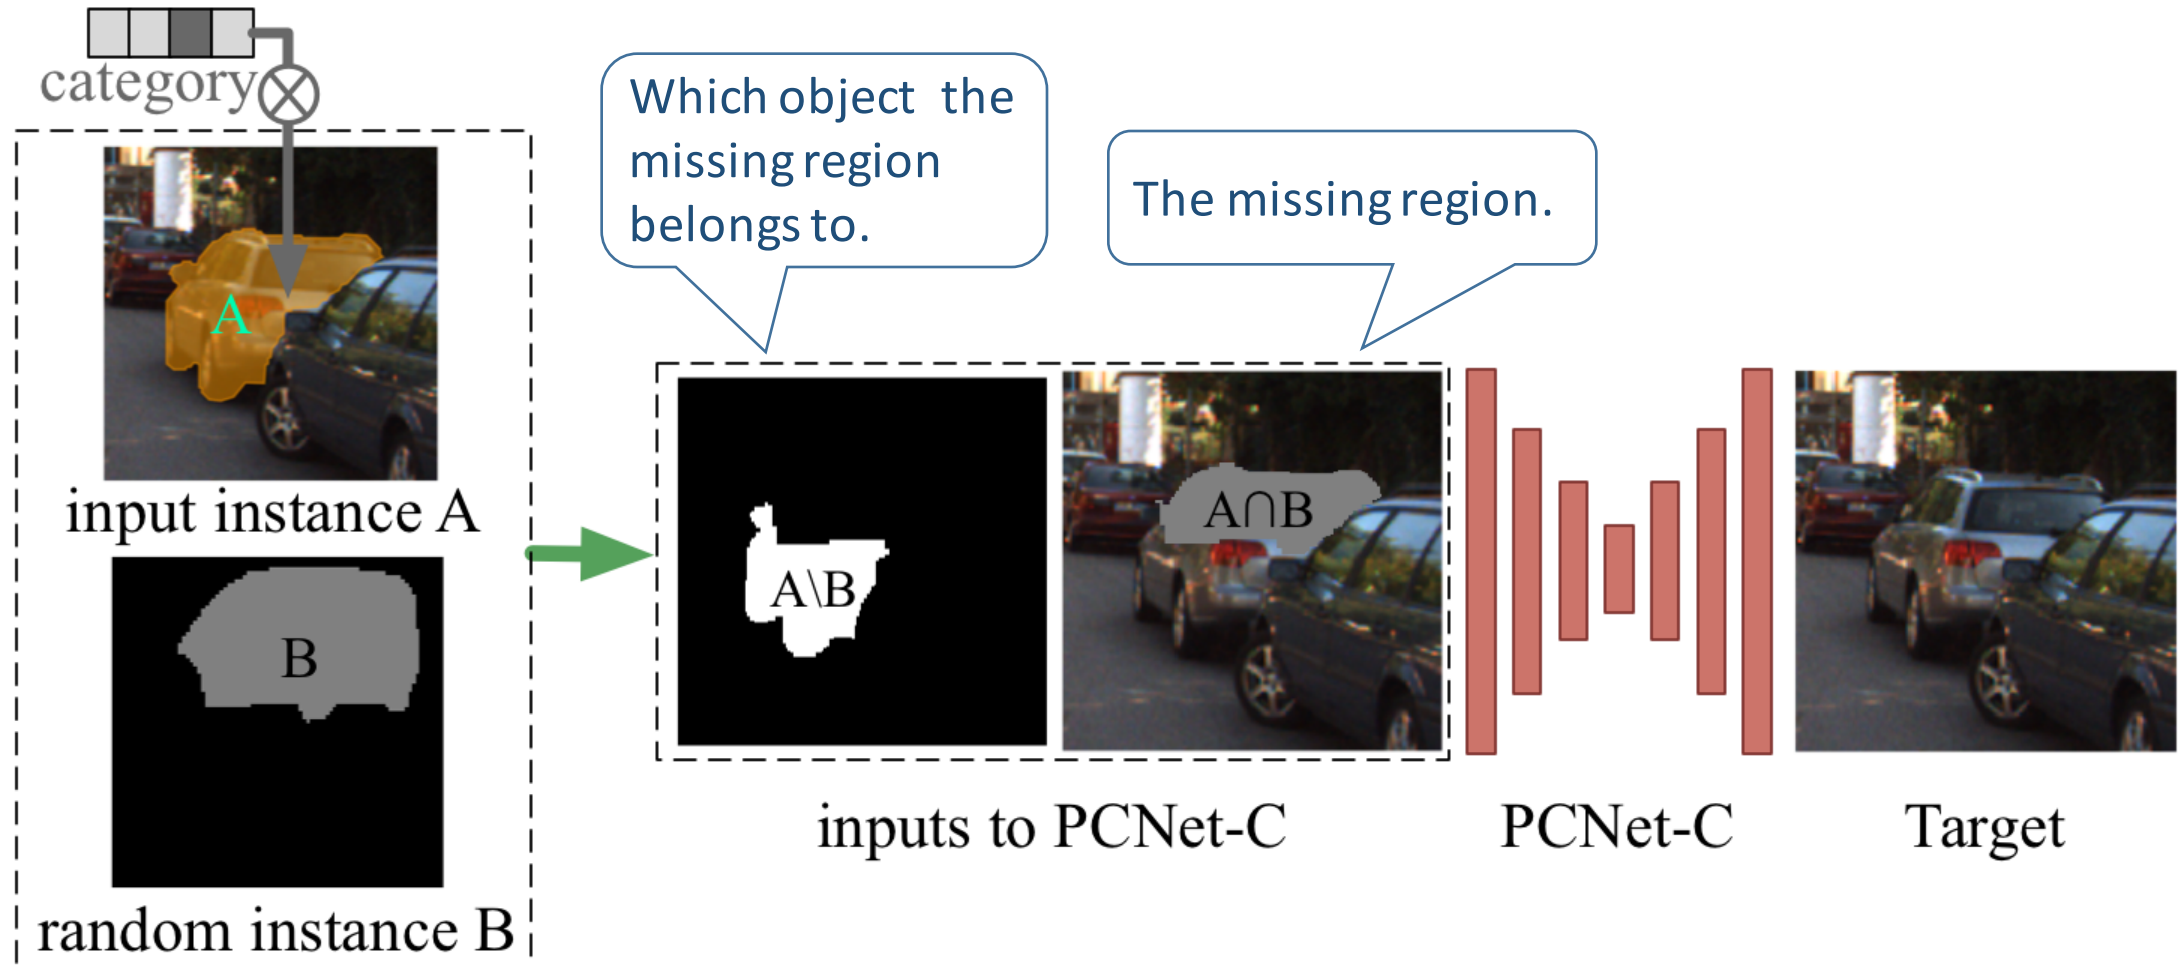 category
A
input instance A
B
random instance B
Which object the
missing region
belongs to.
The missing region.
A\B
A∩B
inputs to PCNet-C
PCNet-C
Target